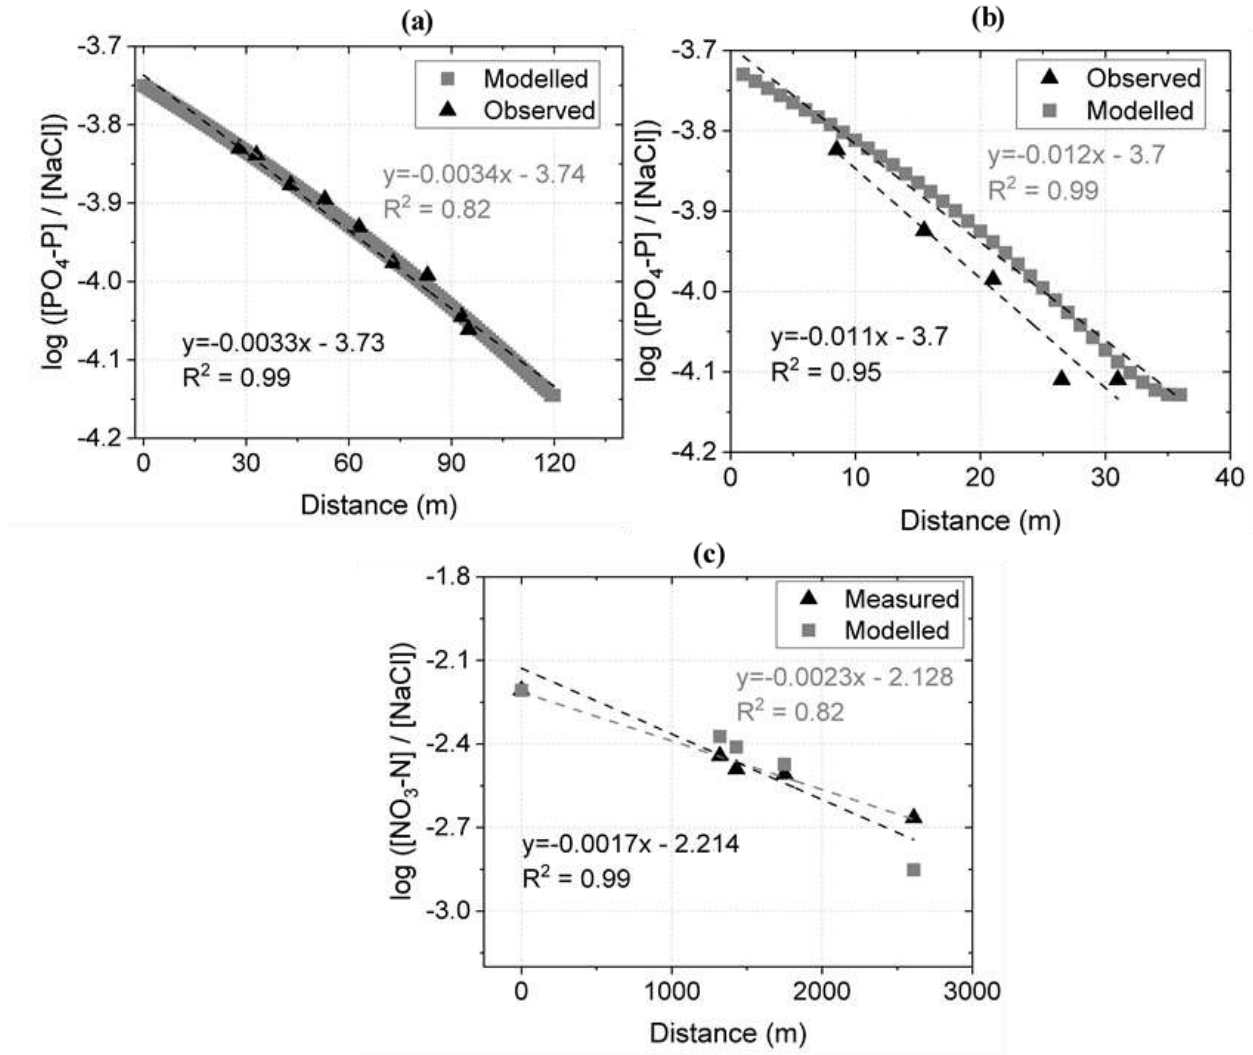 (a)
-3.7
-3.8
-3.9
-4.0
-4.1
-4.2
log ([PO4-P] / [NaCl])
Modelled
Observed
y=-0.0034x - 3.74
R² = 0.82
y=-0.0033x - 3.73
R² = 0.99
0 30 60 90 120
Distance (m)
(b)
-3.7
-3.8
-3.9
-4.0
-4.1
-4.2
log ([PO4-P] / [NaCl])
Observed
Modelled
y=-0.012x - 3.7
R² = 0.99
y=-0.011x - 3.7
R² = 0.95
0 10 20 30 40
Distance (m)
(c)
-1.8
-2.1
-2.4
-2.7
-3.0
log ([NO3-N] / [NaCl])
Measured
Modelled
y=-0.0023x - 2.128
R² = 0.82
y=-0.0017x - 2.214
R² = 0.99
0 1000 2000 3000
Distance (m)